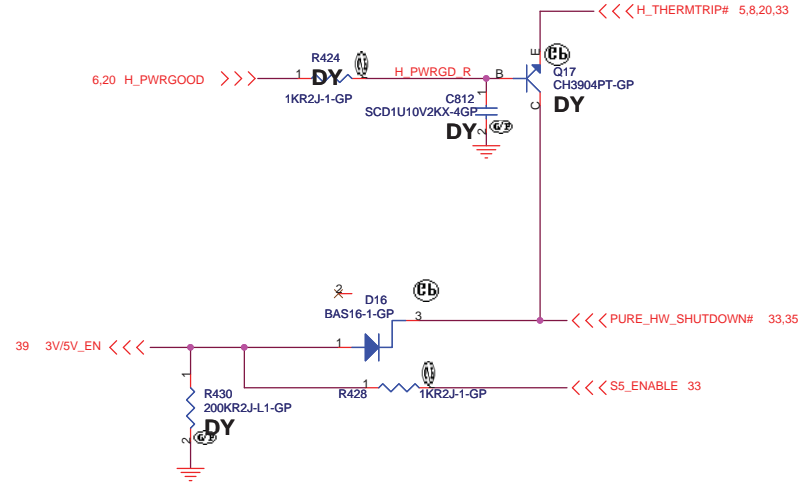 H_THERMTRIP# 5,8,20,33
R424
1
DY
H_PWRGD_R
6,20 H_PWRGOOD
1KR2J-1-GP
B
E
Cb
Q17
CH3904PT-GP
DY
C
1
C812
SCD1U10V2KX-4GP
DY
2
G/P
2
D16
BAS16-1-GP
Cb
3
PURE_HW_SHUTDOWN# 33,35
39 3V/5V_EN
1
1
R428
1KR2J-1-GP
S5_ENABLE 33
1
R430
200KR2J-L1-GP
DY
2
G/P